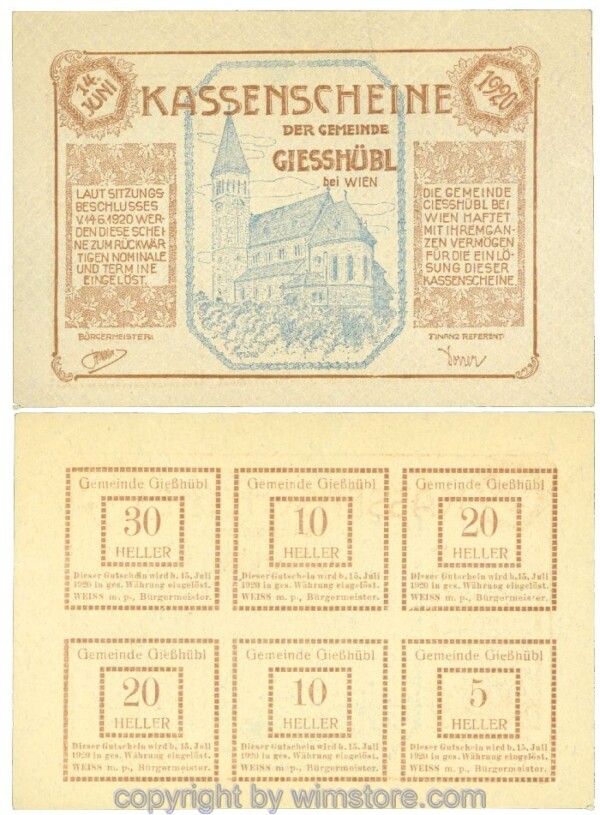 14. JUNI
1920
KASSENSCHEINE
DER GEMEINDE
GIESSHÜBL
bei WIEN
LAUT SITZUNGS
BESCHLUSSES
V.14.6.1920 WER-
DEN DIESE SCHEI-
NE ZUM RÜCKWÄR
TIGEN NOMINALE
UND TERMINE
EINGELÖST.
DIE GEMEINDE
GIESSHÜBL BEI
WIEN HAFTET
MIT IHREM GAN-
ZEN VERMÖGEN
FÜR DIE EINLÖ-
SUNG DIESER
KASSENSCHEINE.
BÜRGERMEISTER:
FINANZ REFERENT
Gemeinde Gießhübl
30
HELLER
Dieser Gutschein wird b. 15. Juli
1920 in ges. Währung eingelöst.
WEISS m. p., Bürgermeister.
Gemeinde Gießhübl
10
HELLER
Dieser Gutschein wird b. 15. Juli
1920 in ges. Währung eingelöst.
WEISS m. p., Bürgermeister.
Gemeinde Gießhübl
20
HELLER
Dieser Gutschein wird b. 15. Juli
1920 in ges. Währung eingelöst.
WEISS m. p., Bürgermeister.
Gemeinde Gießhübl
20
HELLER
Dieser Gutschein wird b. 15. Juli
1920 in ges. Währung eingelöst.
WEISS m. p., Bürgermeister.
Gemeinde Gießhübl
10
HELLER
Dieser Gutschein wird b. 15. Juli
1920 in ges. Währung eingelöst.
WEISS m. p., Bürgermeister.
Gemeinde Gießhübl
5
HELLER
Dieser Gutschein wird b. 15. Juli
1920 in ges. Währung eingelöst.
WEISS m. p., Bürgermeister.
copyright by wimstore.com